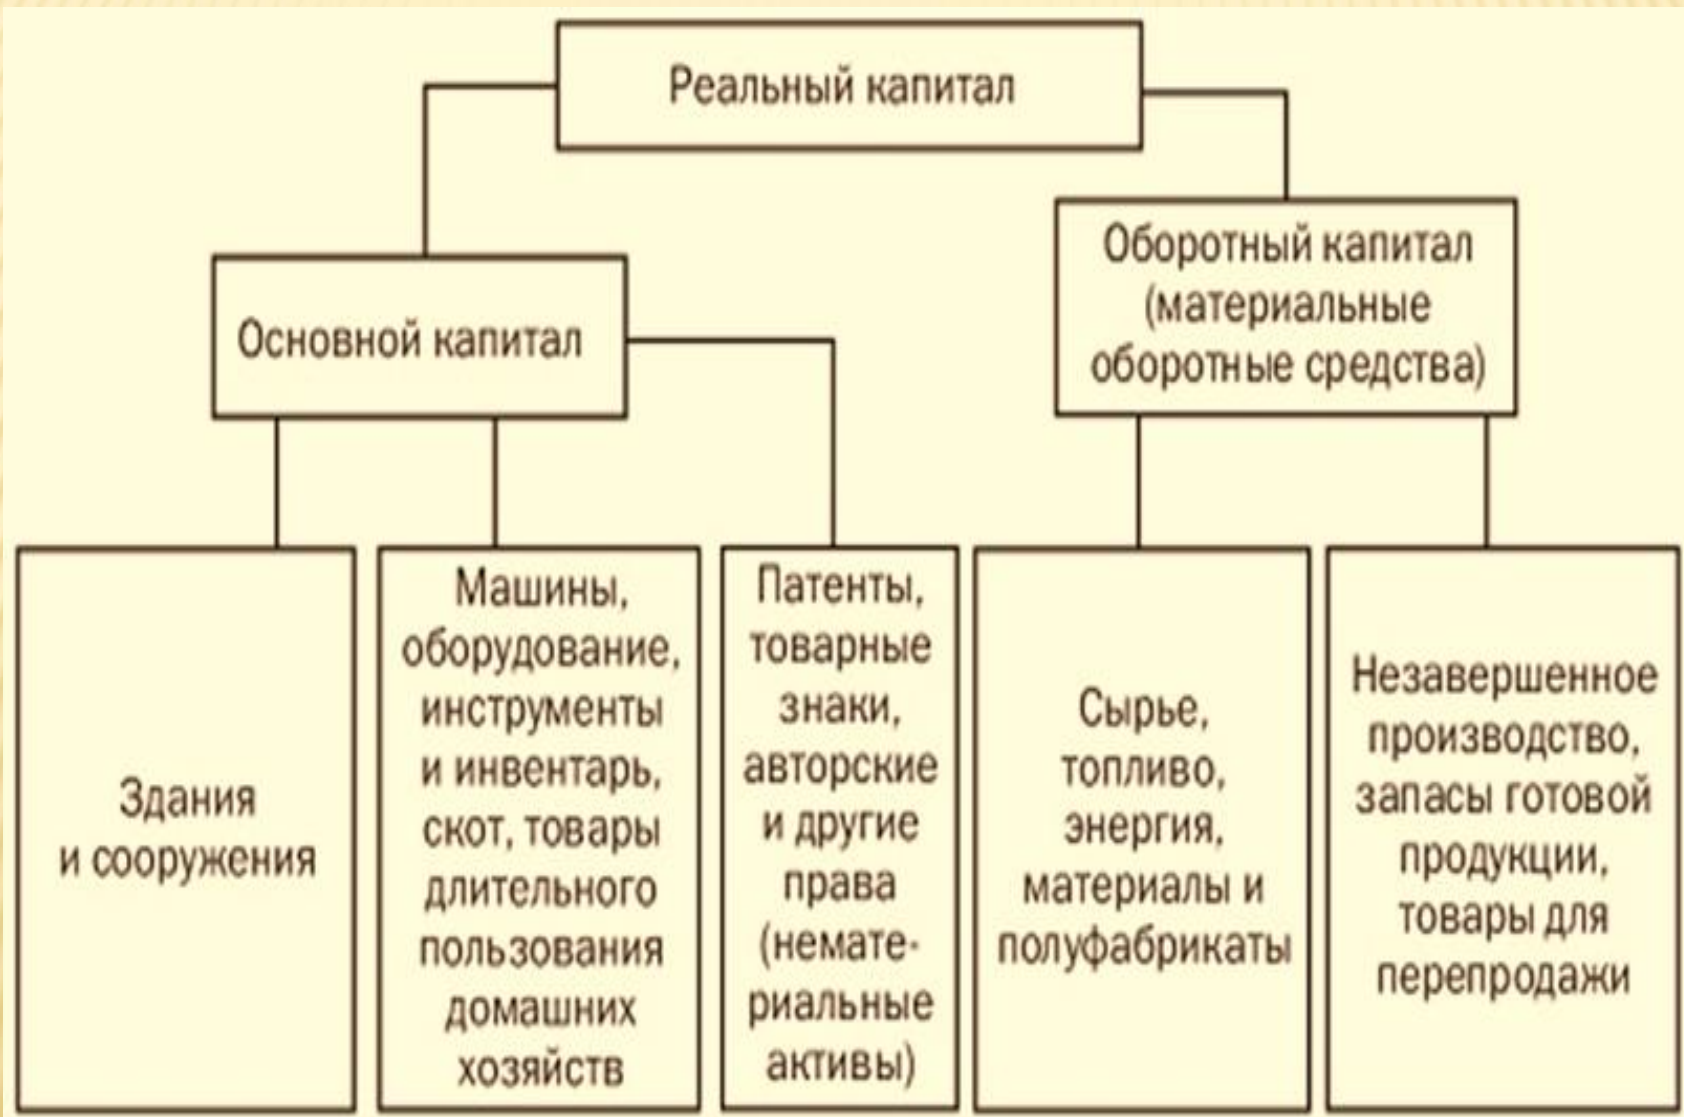 Реальный капитал
Основной капитал
Оборотный капитал
(материальные
оборотные средства)
Здания
и сооружения
Машины,
оборудование,
инструменты
и инвентарь,
скот, товары
длительного
пользования
домашних
хозяйств
Патенты,
товарные
знаки,
авторские
и другие
права
(немате-
риальные
активы)
Сырье,
топливо,
энергия,
материалы и
полуфабрикаты
Незавершенное
производство,
запасы готовой
продукции,
товары для
перепродажи